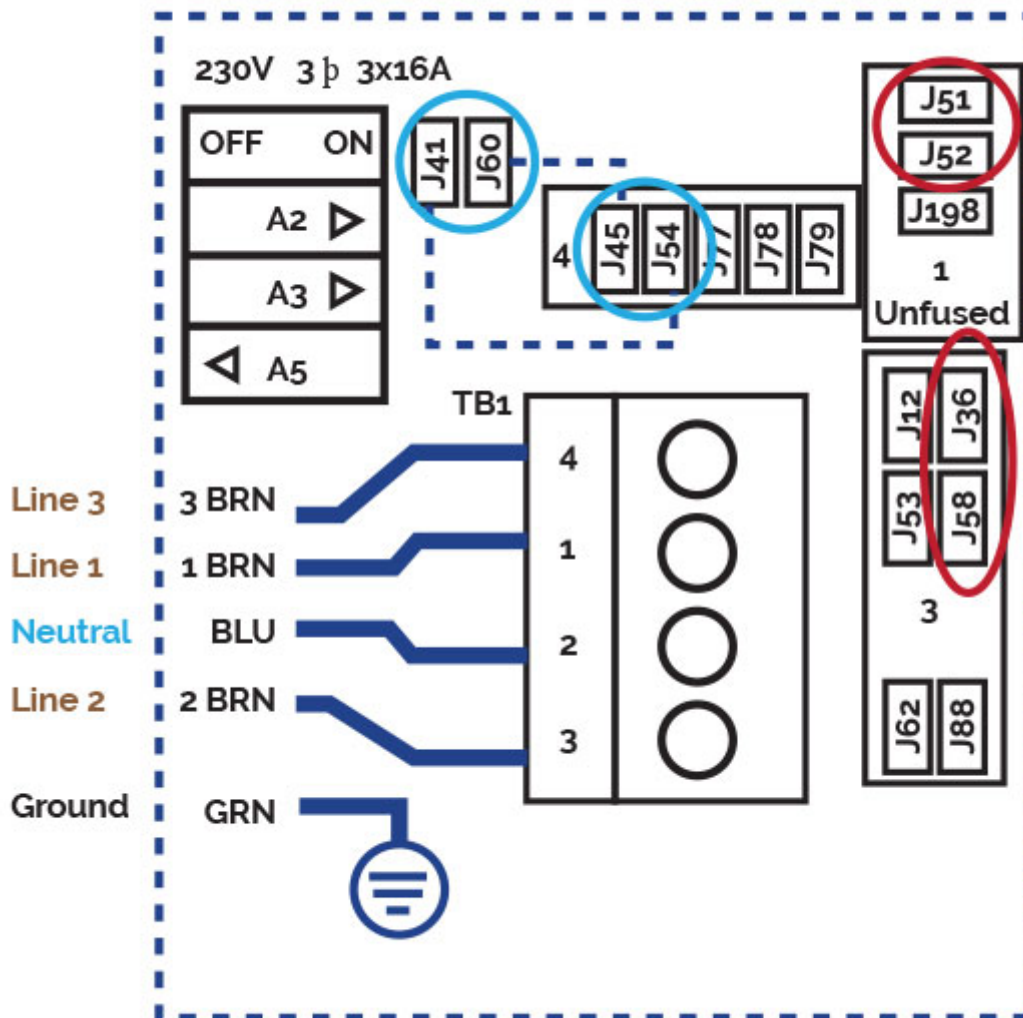 230V 3 þ 3x16A
OFF ON
A2
A3
A5
J41
J60
4
J45
J54
J77
J78
J79
J51
J52
J198
1
Unfused
J12
J36
J53
J58
3
J62
J88
TB1
4
1
2
3
Line 3
3 BRN
Line 1
1 BRN
Neutral
BLU
Line 2
2 BRN
Ground
GRN